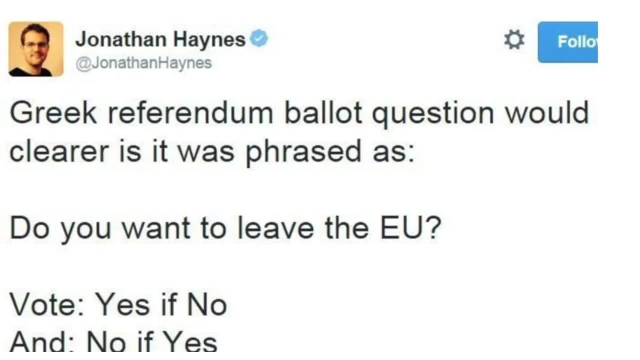 Jonathan Haynes
@JonathanHaynes
Follo
Greek referendum ballot question would
clearer is it was phrased as:
Do you want to leave the EU?
Vote: Yes if No
And: No if Yes